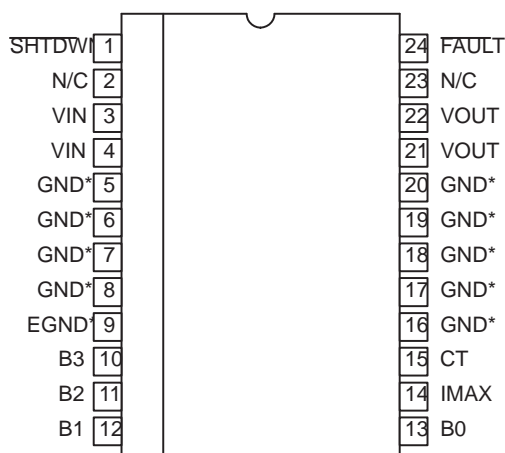 SHTDWN 1 24 FAULT
N/C 2 23 N/C
VIN 3 22 VOUT
VIN 4 21 VOUT
GND* 5 20 GND*
GND* 6 19 GND*
GND* 7 18 GND*
GND* 8 17 GND*
EGND* 9 16 GND*
B3 10 15 CT
B2 11 14 IMAX
B1 12 13 B0